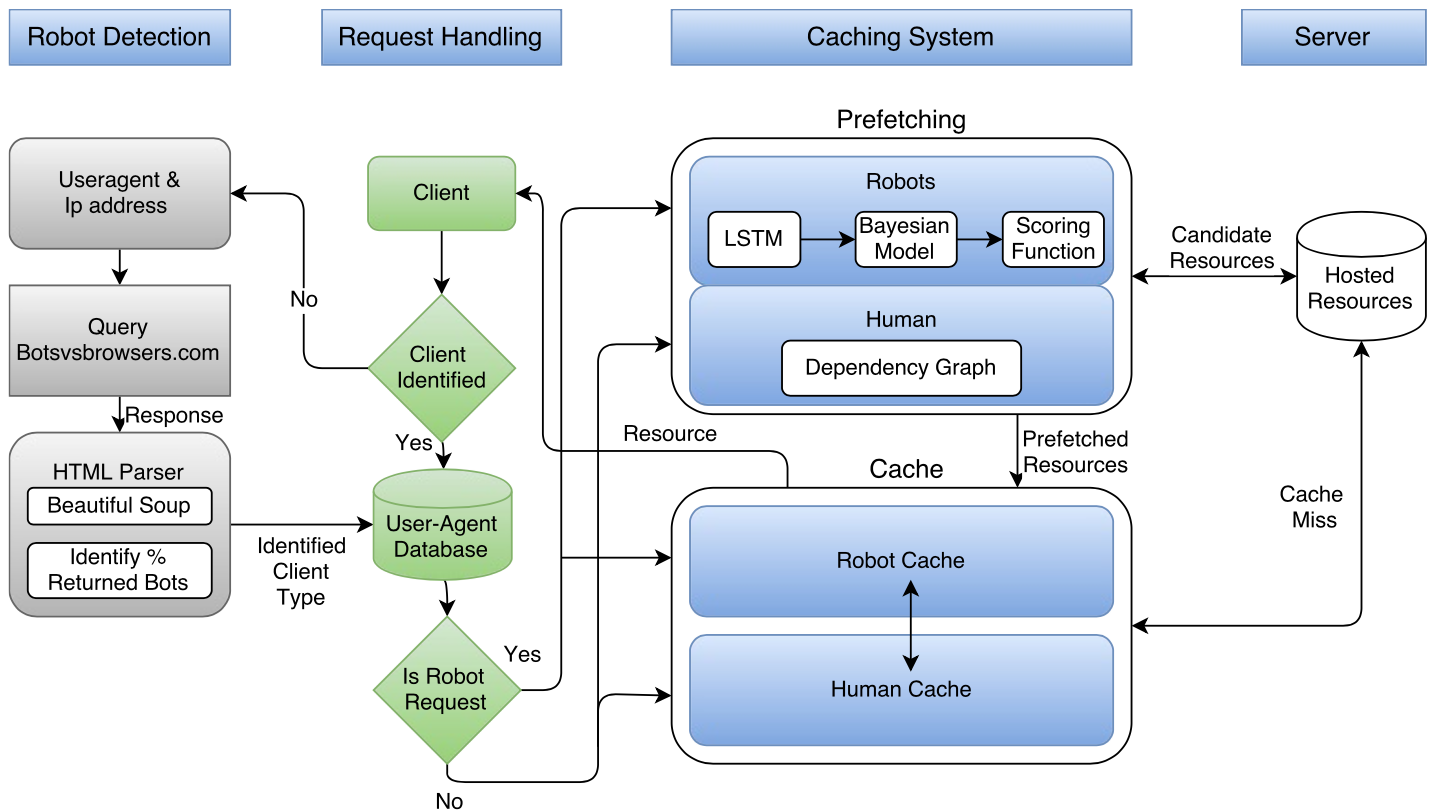 Robot Detection
Request Handling
Caching System
Server
Useragent &
Ip address
Query
Botsvsbrowsers.com
Response
HTML Parser
Beautiful Soup
Identify %
Returned Bots
No
Identified
Client
Type
Client
Client
Identified
Yes
User-Agent
Database
Is Robot
Request
Yes
No
Prefetching
Robots
LSTM
Bayesian
Model
Scoring
Function
Human
Dependency Graph
Resource
Prefetched
Resources
Cache
Robot Cache
Human Cache
Candidate
Resources
Hosted
Resources
Cache
Miss